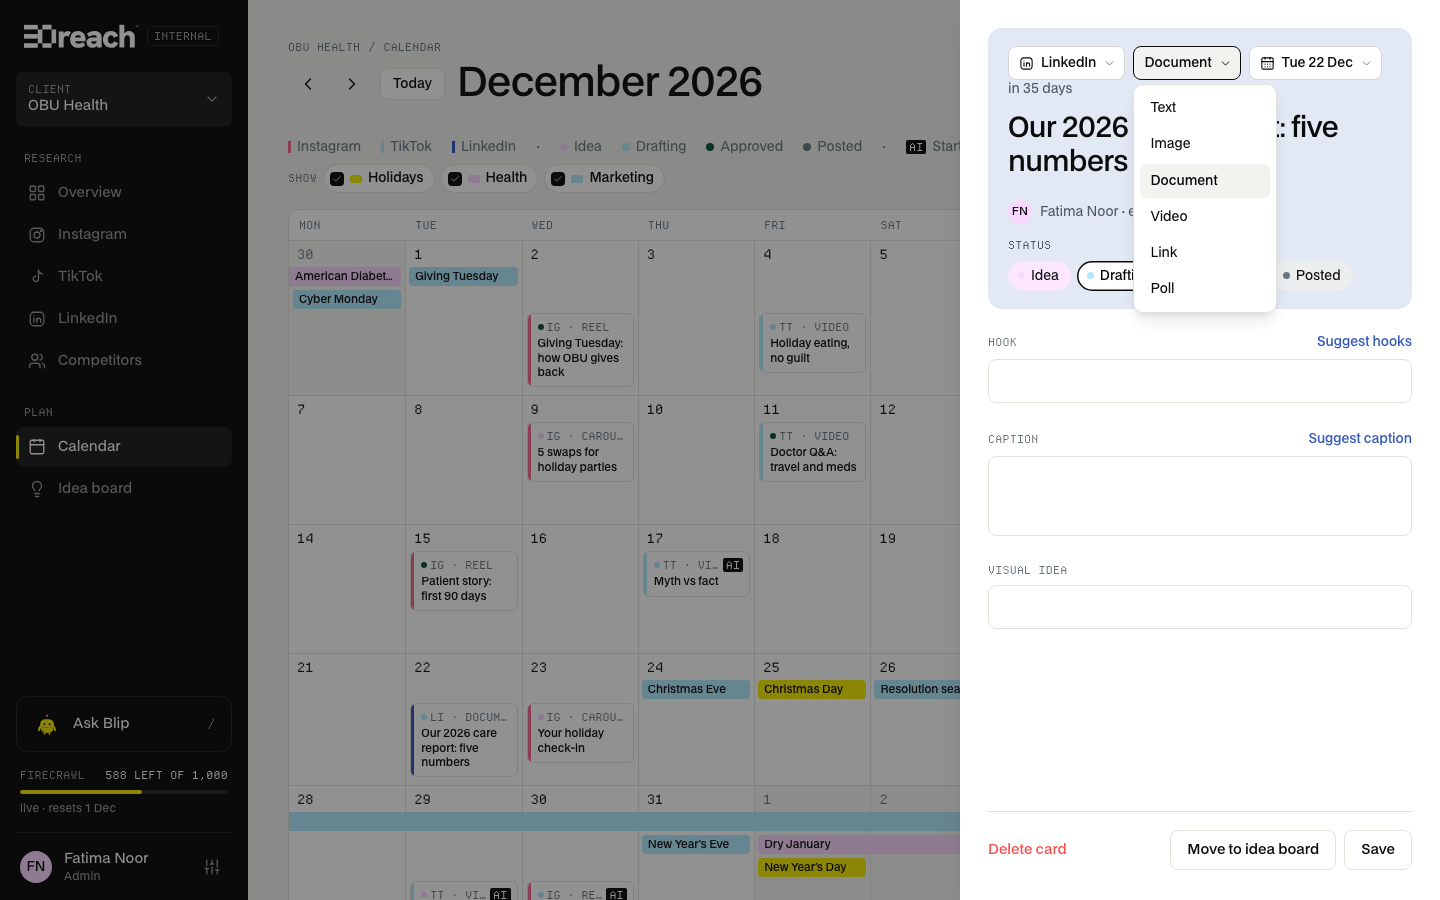 reach INTERNAL
CLIENT
OBU Health
RESEARCH
Overview
Instagram
TikTok
LinkedIn
Competitors
PLAN
Calendar
Idea board
Ask Blip /
FIRECRAWL 588 LEFT OF 1,000
live · resets 1 Dec
FN Fatima Noor
Admin
OBU HEALTH / CALENDAR
Today December 2026
Instagram TikTok LinkedIn · Idea Drafting Approved Posted · AI Start
SHOW Holidays Health Marketing
MON TUE WED THU FRI SAT
30 1 2 3 4 5
American Diabet…
Cyber Monday
Giving Tuesday
IG · REEL
Giving Tuesday:
how OBU gives
back
TT · VIDEO
Holiday eating,
no guilt
7 8 9 10 11 12
IG · CAROU…
5 swaps for
holiday parties
TT · VIDEO
Doctor Q&A:
travel and meds
14 15 16 17 18 19
IG · REEL
Patient story:
first 90 days
TT · VI… AI
Myth vs fact
21 22 23 24 25 26
Christmas Eve
Christmas Day
Resolution sea
LI · DOCUM…
Our 2026 care
report: five
numbers
IG · CAROU…
Your holiday
check-in
28 29 30 31 1 2
New Year's Eve
Dry January
New Year's Day
TT · VI… AI
IG · RE… AI
LinkedIn Document Tue 22 Dec
in 35 days
Our 2026 t: five
numbers
FN Fatima Noor · e
STATUS
Idea Drafti Posted
Text
Image
Document
Video
Link
Poll
HOOK Suggest hooks
CAPTION Suggest caption
VISUAL IDEA
Delete card Move to idea board Save